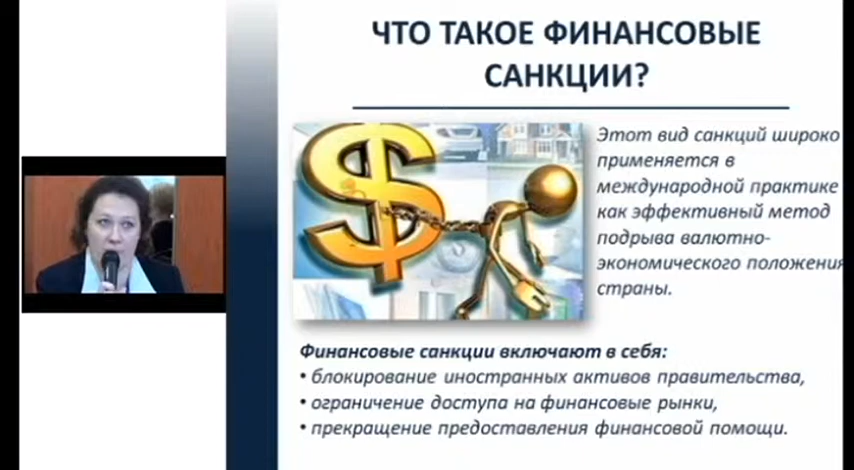 ЧТО ТАКОЕ ФИНАНСОВЫЕ
САНКЦИИ?
Этот вид санкций широко
применяется в
международной практике
как эффективный метод
подрыва валютно-
экономического положения
страны.
Финансовые санкции включают в себя:
• блокирование иностранных активов правительства,
• ограничение доступа на финансовые рынки,
• прекращение предоставления финансовой помощи.